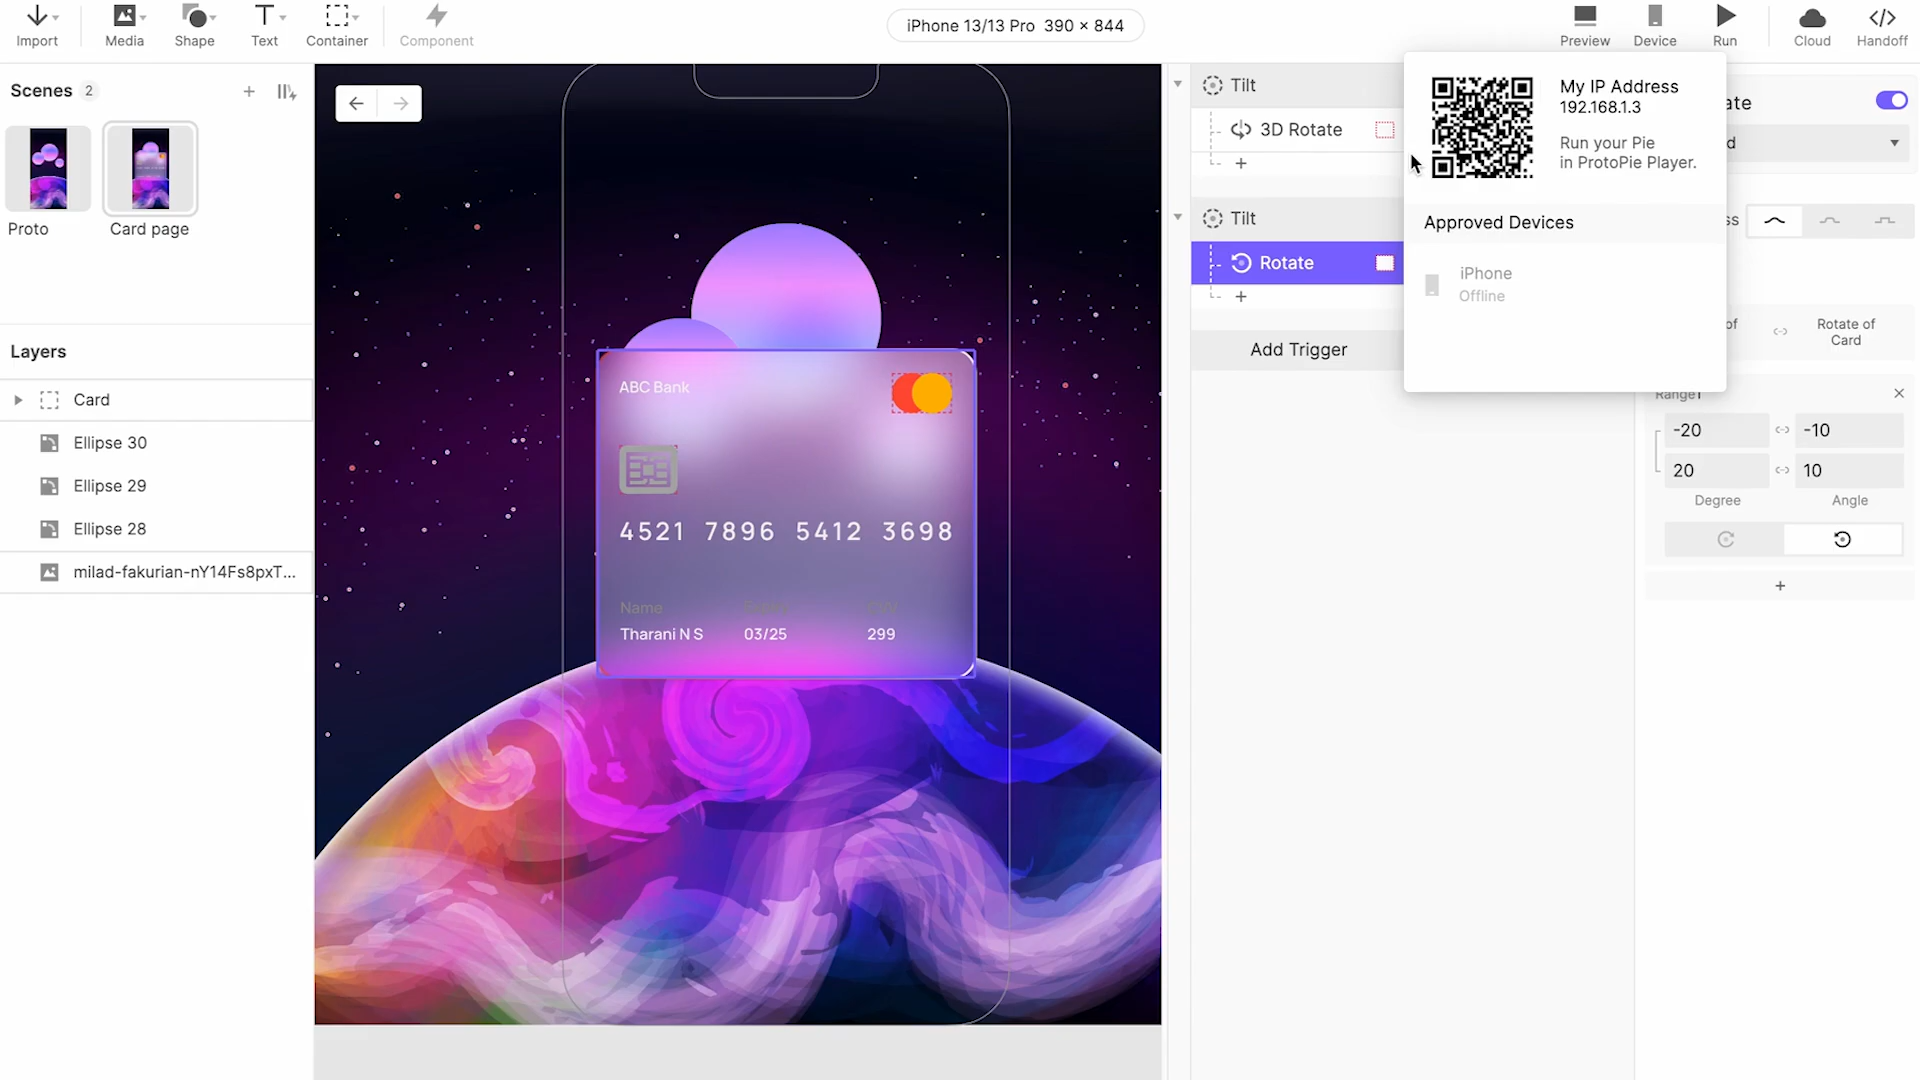 Import
Media
Shape
Text
Container
Component
iPhone 13/13 Pro 390 × 844
Preview
Device
Run
Cloud
Handoff
Scenes 2
Proto
Card page
Layers
Card
Ellipse 30
Ellipse 29
Ellipse 28
milad-fakurian-nY14Fs8pxT...
ABC Bank
4521 7896 5412 3698
Name
Tharani N S 03/25 299
Tilt
3D Rotate
Tilt
Rotate
Add Trigger
My IP Address
192.168.1.3
Run your Pie
in ProtoPie Player.
Approved Devices
iPhone
Offline
ate
d
ss
of
Rotate of
Card
Range1
-20 -10
20 10
Degree Angle